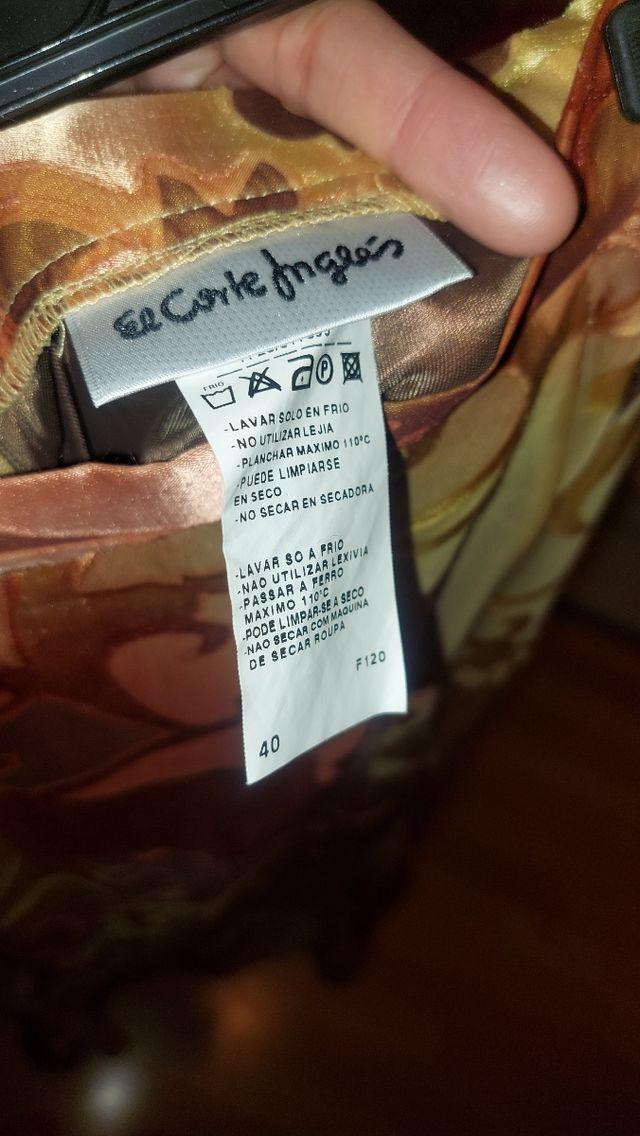 El Corte Inglés
FRIO
P
-LAVAR SOLO EN FRIO
-NO UTILIZAR LEJIA
-PLANCHAR MAXIMO 110ºC
-PUEDE LIMPIARSE
EN SECO
-NO SECAR EN SECADORA
-LAVAR SO A FRIO
-NAO UTILIZAR LEXIVIA
-PASSAR A FERRO
MAXIMO 110ºC
-PODE LIMPAR-SE A SECO
-NAO SECAR COM MAQUINA
DE SECAR ROUPA
F120
40